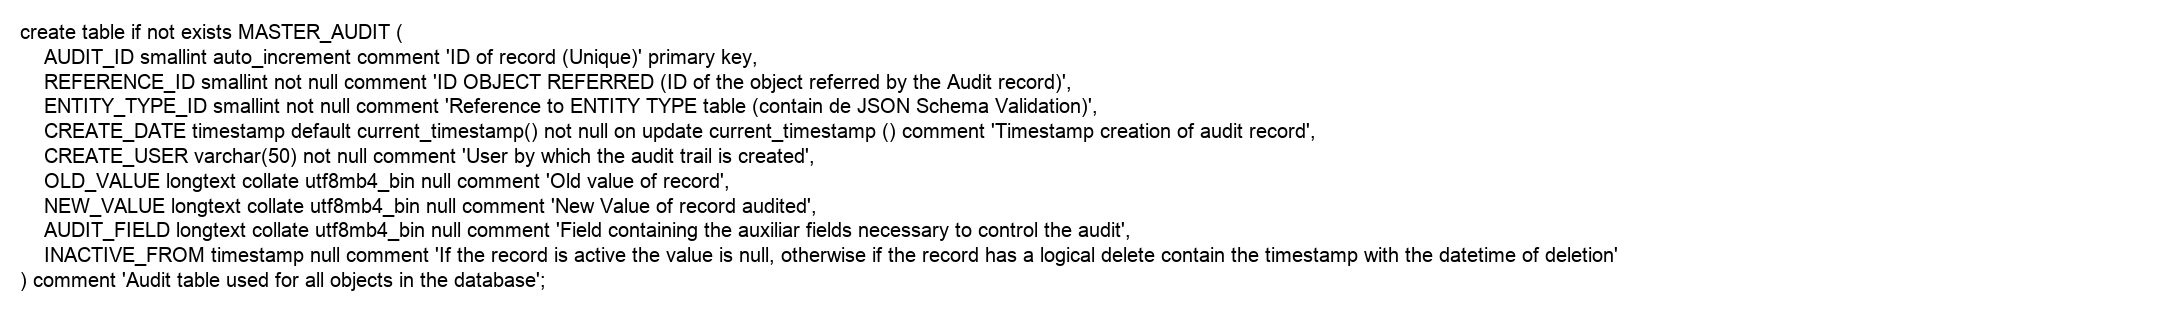 create table if not exists MASTER_AUDIT (
AUDIT_ID smallint auto_increment comment 'ID of record (Unique)' primary key,
REFERENCE_ID smallint not null comment 'ID OBJECT REFERRED (ID of the object referred by the Audit record)',
ENTITY_TYPE_ID smallint not null comment 'Reference to ENTITY TYPE table (contain de JSON Schema Validation)',
CREATE_DATE timestamp default current_timestamp() not null on update current_timestamp () comment 'Timestamp creation of audit record',
CREATE_USER varchar(50) not null comment 'User by which the audit trail is created',
OLD_VALUE longtext collate utf8mb4_bin null comment 'Old value of record',
NEW_VALUE longtext collate utf8mb4_bin null comment 'New Value of record audited',
AUDIT_FIELD longtext collate utf8mb4_bin null comment 'Field containing the auxiliar fields necessary to control the audit',
INACTIVE_FROM timestamp null comment 'If the record is active the value is null, otherwise if the record has a logical delete contain the timestamp with the datetime of deletion'
) comment 'Audit table used for all objects in the database';